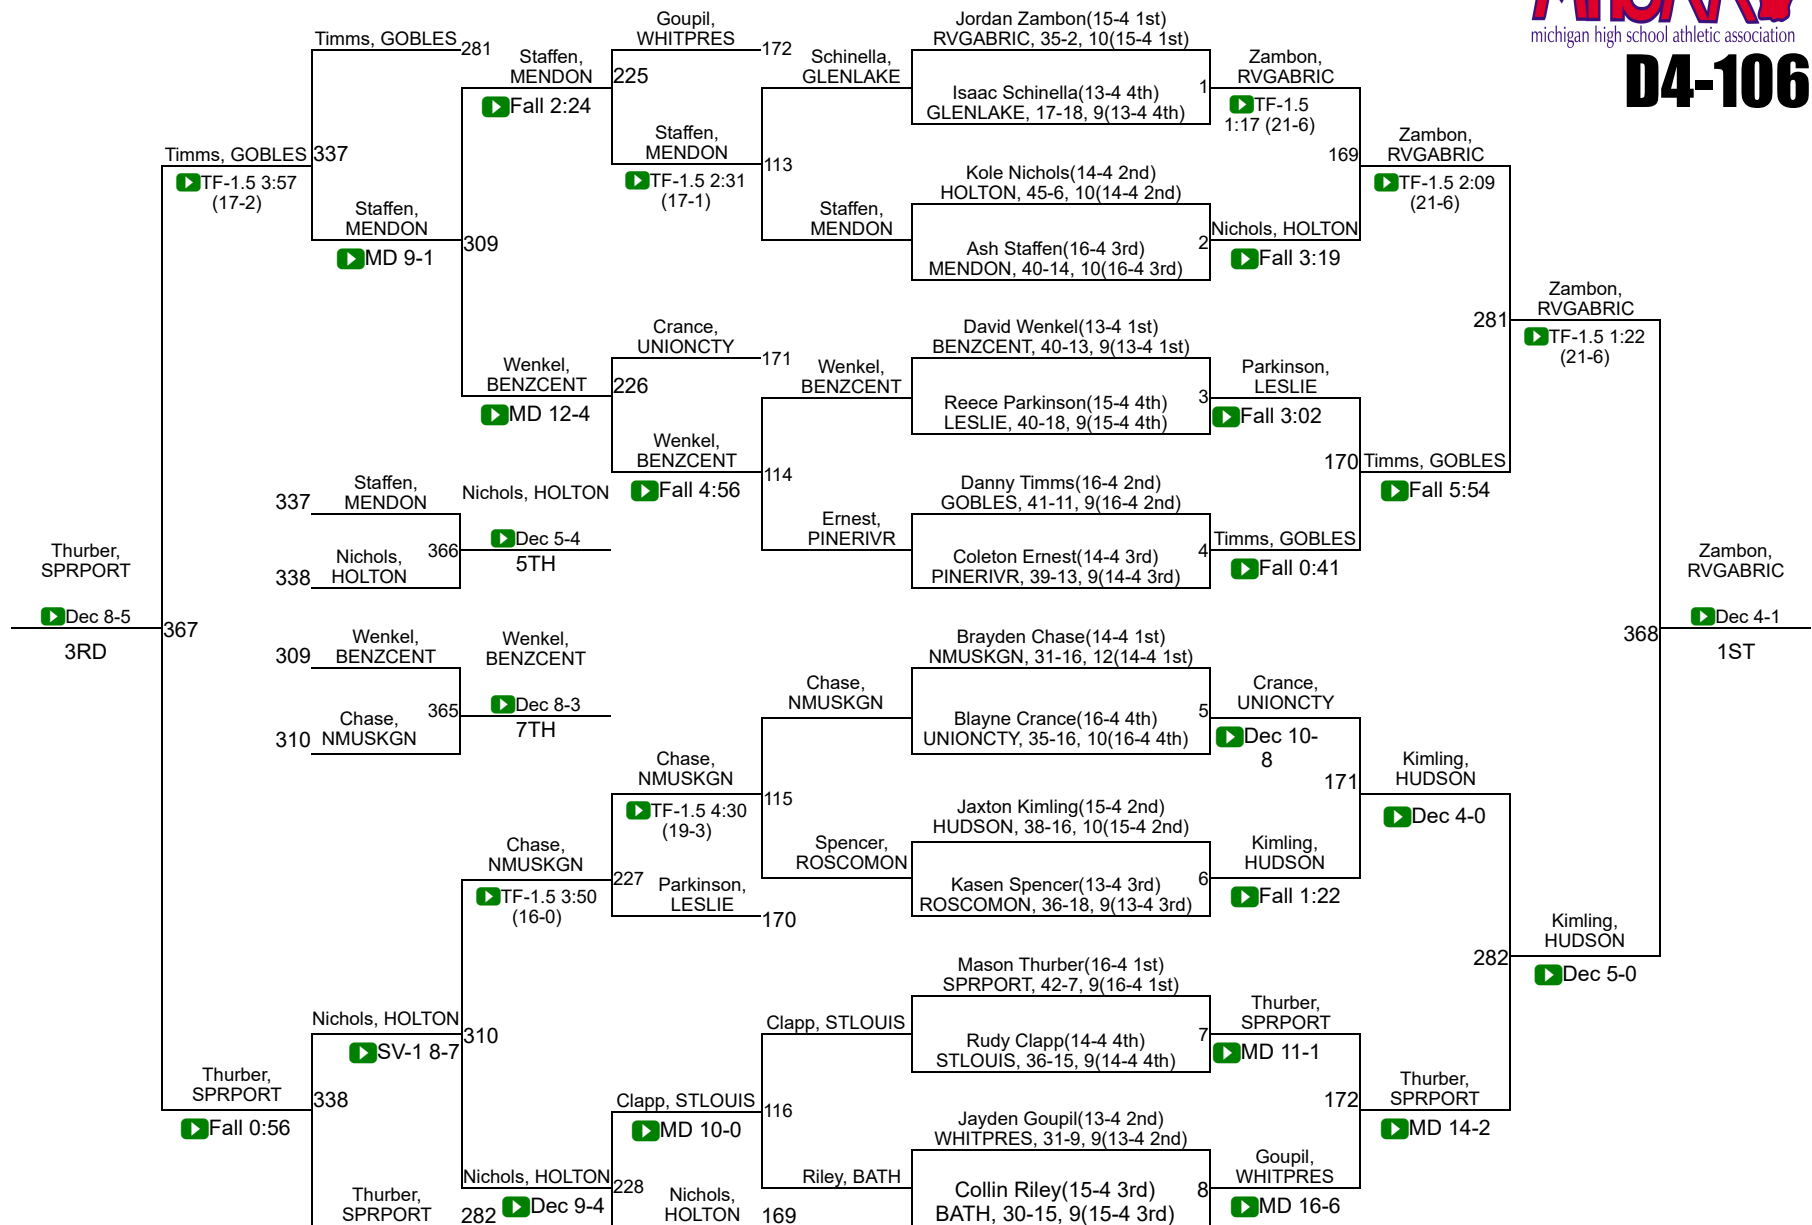 MHSAA
michigan high school athletic association
D4-106
Timms, GOBLES
281
Staffen,
MENDON
Fall 2:24
225
Goupil,
WHITPRES
172
Staffen,
MENDON
TF-1.5 2:31
(17-1)
113
Schinella,
GLENLAKE
Staffen,
MENDON
Jordan Zambon(15-4 1st)
RVGABRIC, 35-2, 10(15-4 1st)
Isaac Schinella(13-4 4th)
GLENLAKE, 17-18, 9(13-4 4th)
1
Zambon,
RVGABRIC
TF-1.5
1:17 (21-6)
Kole Nichols(14-4 2nd)
HOLTON, 45-6, 10(14-4 2nd)
Ash Staffen(16-4 3rd)
MENDON, 40-14, 10(16-4 3rd)
2
Nichols, HOLTON
Fall 3:19
169
Zambon,
RVGABRIC
TF-1.5 2:09
(21-6)
Timms, GOBLES
TF-1.5 3:57
(17-2)
337
Staffen,
MENDON
MD 9-1
309
Wenkel,
BENZCENT
MD 12-4
226
Crance,
UNIONCTY
171
Wenkel,
BENZCENT
Fall 4:56
114
Wenkel,
BENZCENT
Ernest,
PINERIVR
David Wenkel(13-4 1st)
BENZCENT, 40-13, 9(13-4 1st)
Reece Parkinson(15-4 4th)
LESLIE, 40-18, 9(15-4 4th)
3
Parkinson,
LESLIE
Fall 3:02
Danny Timms(16-4 2nd)
GOBLES, 41-11, 9(16-4 2nd)
Coleton Ernest(14-4 3rd)
PINERIVR, 39-13, 9(14-4 3rd)
4
Timms, GOBLES
Fall 0:41
170
Timms, GOBLES
Fall 5:54
281
Zambon,
RVGABRIC
TF-1.5 1:22
(21-6)
337
Staffen,
MENDON
338
Nichols,
HOLTON
366
Nichols, HOLTON
Dec 5-4
5TH
309
Wenkel,
BENZCENT
310
Chase,
NMUSKGN
365
Wenkel,
BENZCENT
Dec 8-3
7TH
Thurber,
SPRPORT
Dec 8-5
3RD
367
368
Zambon,
RVGABRIC
Dec 4-1
1ST
Brayden Chase(14-4 1st)
NMUSKGN, 31-16, 12(14-4 1st)
Blayne Crance(16-4 4th)
UNIONCTY, 35-16, 10(16-4 4th)
5
Crance,
UNIONCTY
Dec 10-
8
Jaxton Kimling(15-4 2nd)
HUDSON, 38-16, 10(15-4 2nd)
Kasen Spencer(13-4 3rd)
ROSCOMON, 36-18, 9(13-4 3rd)
6
Kimling,
HUDSON
Fall 1:22
171
Kimling,
HUDSON
Dec 4-0
Chase,
NMUSKGN
Spencer,
ROSCOMON
115
Chase,
NMUSKGN
TF-1.5 4:30
(19-3)
Parkinson,
LESLIE
170
227
Chase,
NMUSKGN
TF-1.5 3:50
(16-0)
Nichols, HOLTON
SV-1 8-7
310
Thurber,
SPRPORT
Fall 0:56
338
Thurber,
SPRPORT
282
Nichols, HOLTON
Dec 9-4
228
Clapp, STLOUIS
MD 10-0
Nichols,
HOLTON
169
116
Clapp, STLOUIS
Riley, BATH
Mason Thurber(16-4 1st)
SPRPORT, 42-7, 9(16-4 1st)
Rudy Clapp(14-4 4th)
STLOUIS, 36-15, 9(14-4 4th)
7
Thurber,
SPRPORT
MD 11-1
Jayden Goupil(13-4 2nd)
WHITPRES, 31-9, 9(13-4 2nd)
Collin Riley(15-4 3rd)
BATH, 30-15, 9(15-4 3rd)
8
Goupil,
WHITPRES
MD 16-6
172
Thurber,
SPRPORT
MD 14-2
282
Kimling,
HUDSON
Dec 5-0